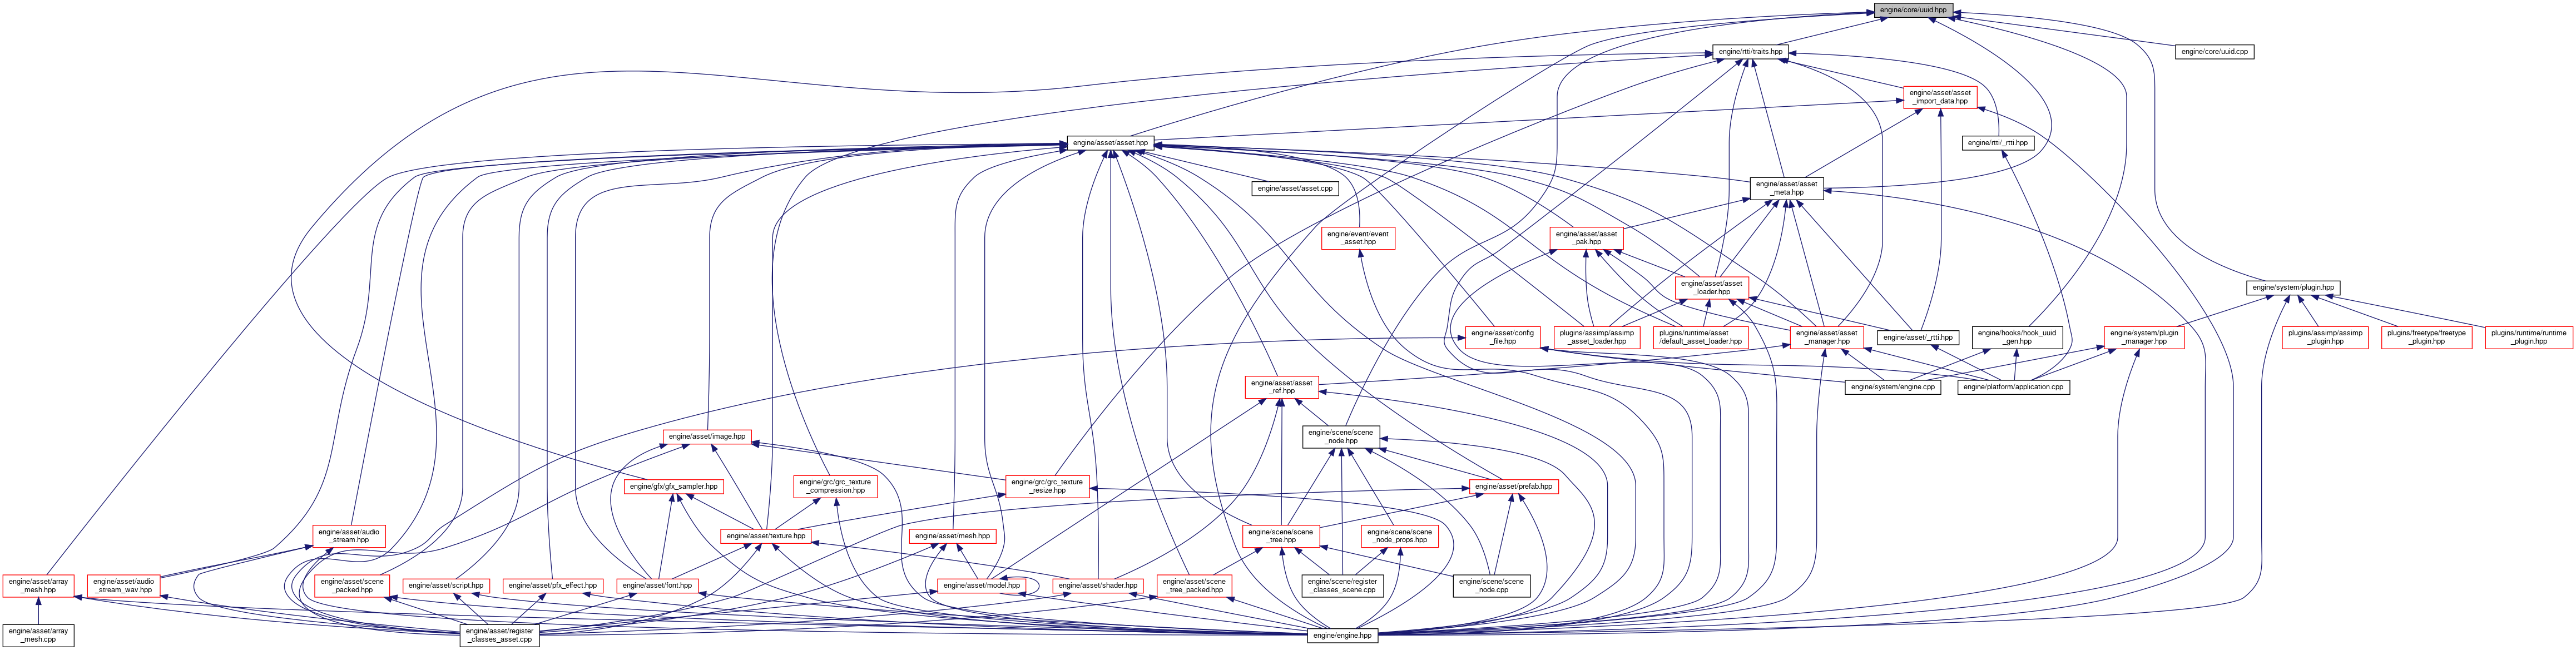 engine/core/uuid.hpp
engine/rtti/traits.hpp
engine/core/uuid.cpp
engine/asset/asset
_import_data.hpp
engine/asset/asset.hpp
engine/rtti/_rtti.hpp
engine/asset/asset.cpp
engine/asset/asset
_meta.hpp
engine/event/event
_asset.hpp
engine/asset/asset
_pak.hpp
engine/asset/asset
_loader.hpp
engine/system/plugin.hpp
engine/asset/config
_file.hpp
plugins/assimp/assimp
_asset_loader.hpp
plugins/runtime/asset
/default_asset_loader.hpp
engine/asset/asset
_manager.hpp
engine/asset/_rtti.hpp
engine/hooks/hook_uuid
_gen.hpp
engine/system/plugin
_manager.hpp
plugins/assimp/assimp
_plugin.hpp
plugins/freetype/freetype
_plugin.hpp
plugins/runtime/runtime
_plugin.hpp
engine/asset/asset
_ref.hpp
engine/system/engine.cpp
engine/platform/application.cpp
engine/asset/image.hpp
engine/scene/scene
_node.hpp
engine/gfx/gfx_sampler.hpp
engine/grc/grc_texture
_compression.hpp
engine/grc/grc_texture
_resize.hpp
engine/asset/prefab.hpp
engine/asset/audio
_stream.hpp
engine/asset/texture.hpp
engine/asset/mesh.hpp
engine/scene/scene
_tree.hpp
engine/scene/scene
_node_props.hpp
engine/asset/array
_mesh.hpp
engine/asset/audio
_stream_wav.hpp
engine/asset/scene
_packed.hpp
engine/asset/script.hpp
engine/asset/pfx_effect.hpp
engine/asset/font.hpp
engine/asset/model.hpp
engine/asset/shader.hpp
engine/asset/scene
_tree_packed.hpp
engine/scene/register
_classes_scene.cpp
engine/scene/scene
_node.cpp
engine/asset/array
_mesh.cpp
engine/asset/register
_classes_asset.cpp
engine/engine.hpp